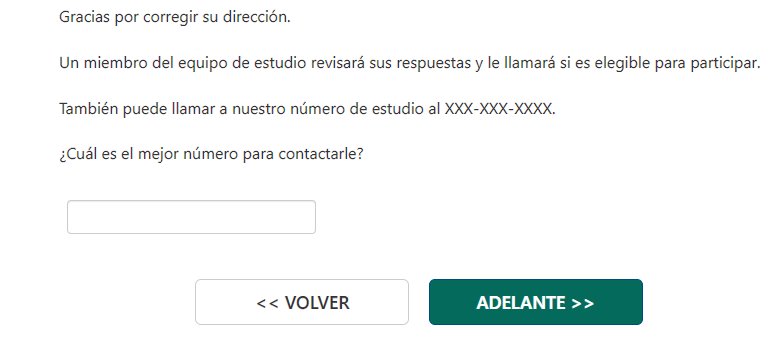 Gracias por corregir su dirección.
Un miembro del equipo de estudio revisará sus respuestas y le llamará si es elegible para participar.
También puede llamar a nuestro número de estudio al XXX-XXX-XXXX.
¿Cuál es el mejor número para contactarle?
<< VOLVER
ADELANTE >>